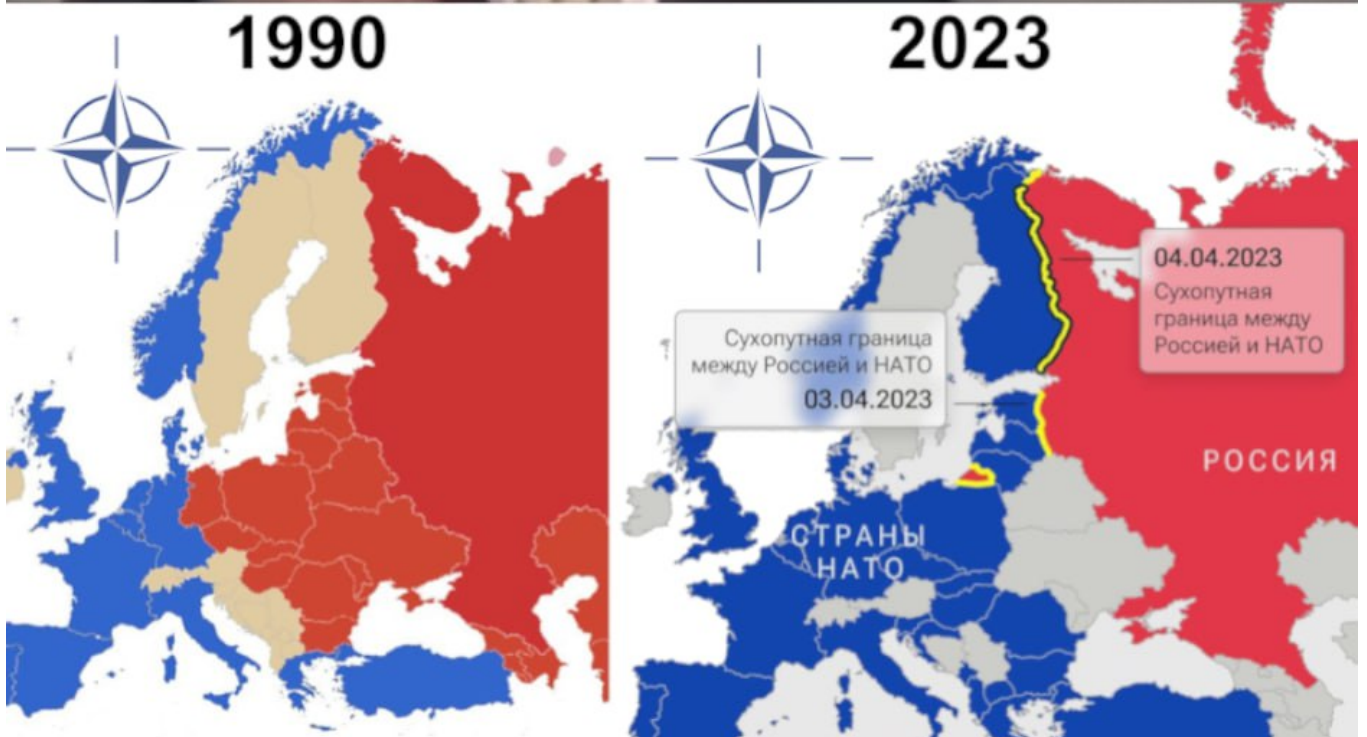 1990
2023
04.04.2023
Сухопутная
граница между
Россией и НАТО
Сухопутная граница
между Россией и НАТО
03.04.2023
РОССИЯ
СТРАНЫ
НАТО